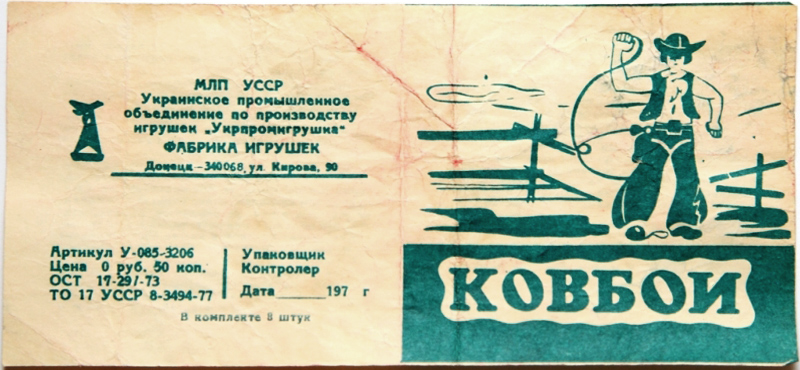 МЛП УССР
Украинское промышленное
объединение по производству
игрушек „Укрпромигрушка"
ФАБРИКА ИГРУШЕК
Донецк-340068, ул. Кирова, 90
Артикул У-085-3206
Цена 0 руб. 50 коп.
ОСТ 17-291-73
ТО 17 УССР 8-3494-77
Упаковщик
Контролер
Дата______197 г
В комплекте 8 штук
КОВБОИ